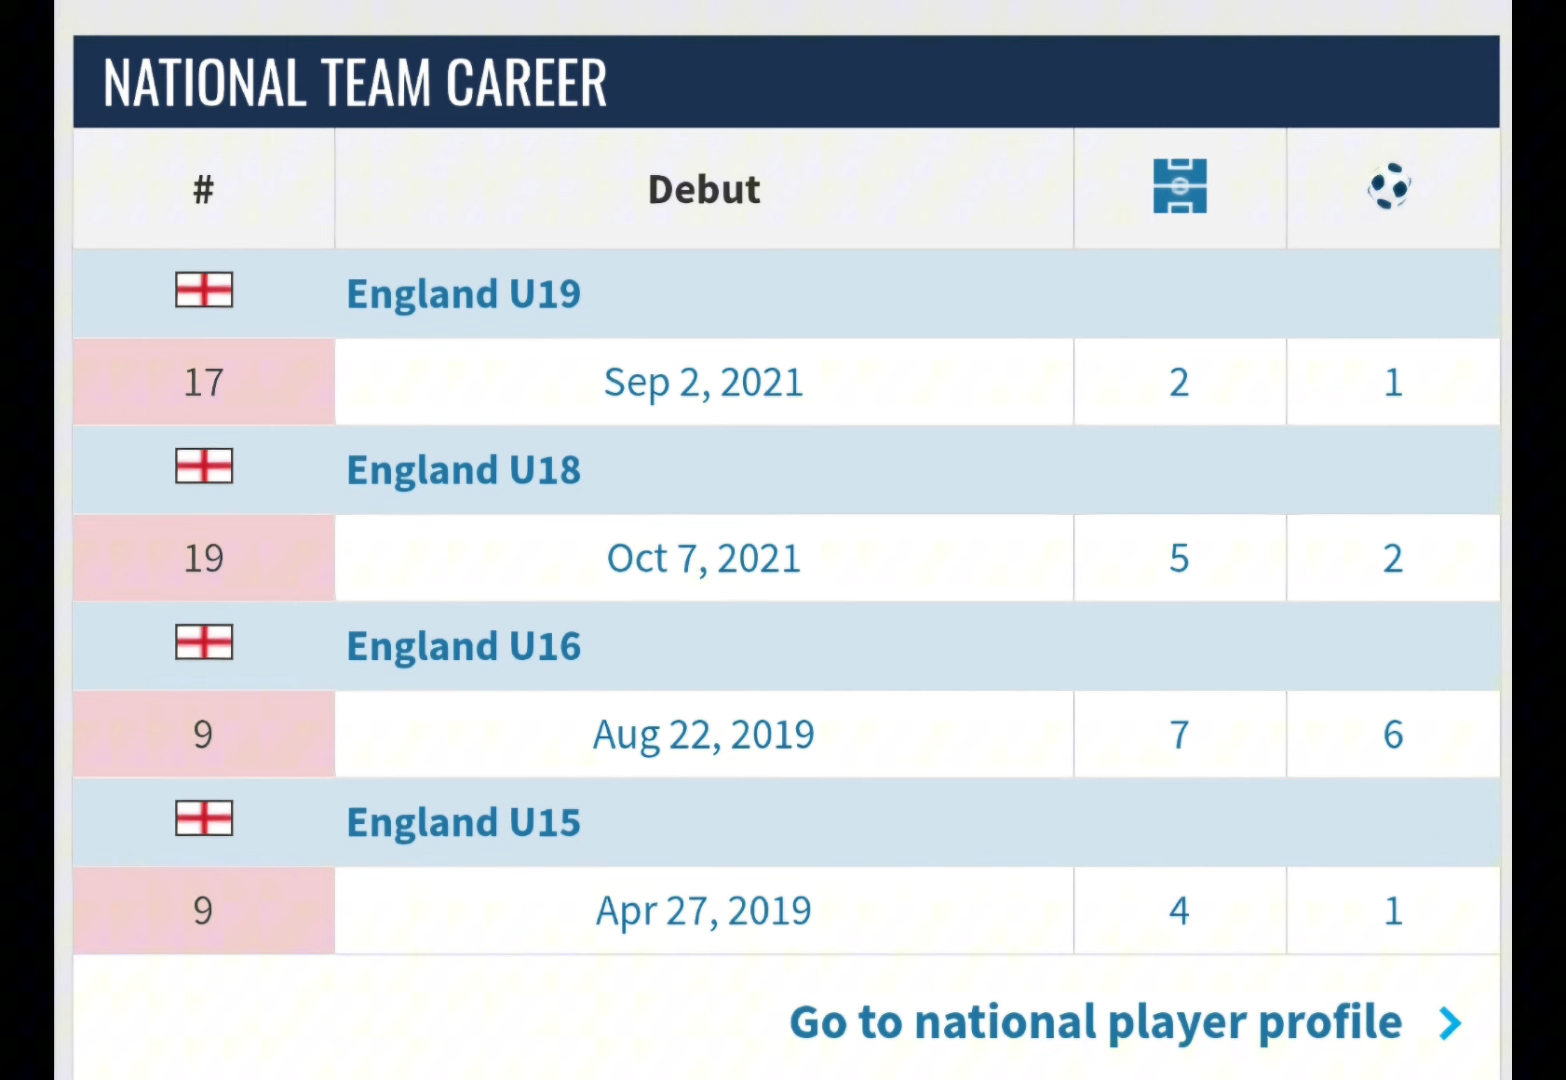 NATIONAL TEAM CAREER
# Debut
England U19
17 Sep 2, 2021 2 1
England U18
19 Oct 7, 2021 5 2
England U16
9 Aug 22, 2019 7 6
England U15
9 Apr 27, 2019 4 1
Go to national player profile